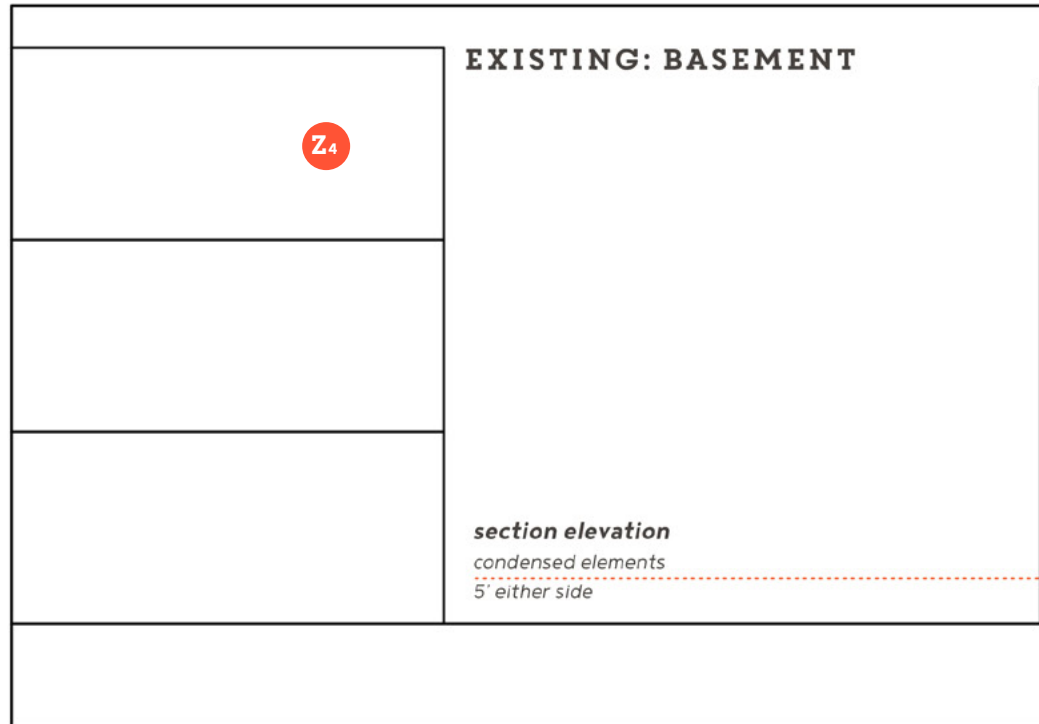 EXISTING: BASEMENT
Z4
section elevation
condensed elements
5' either side